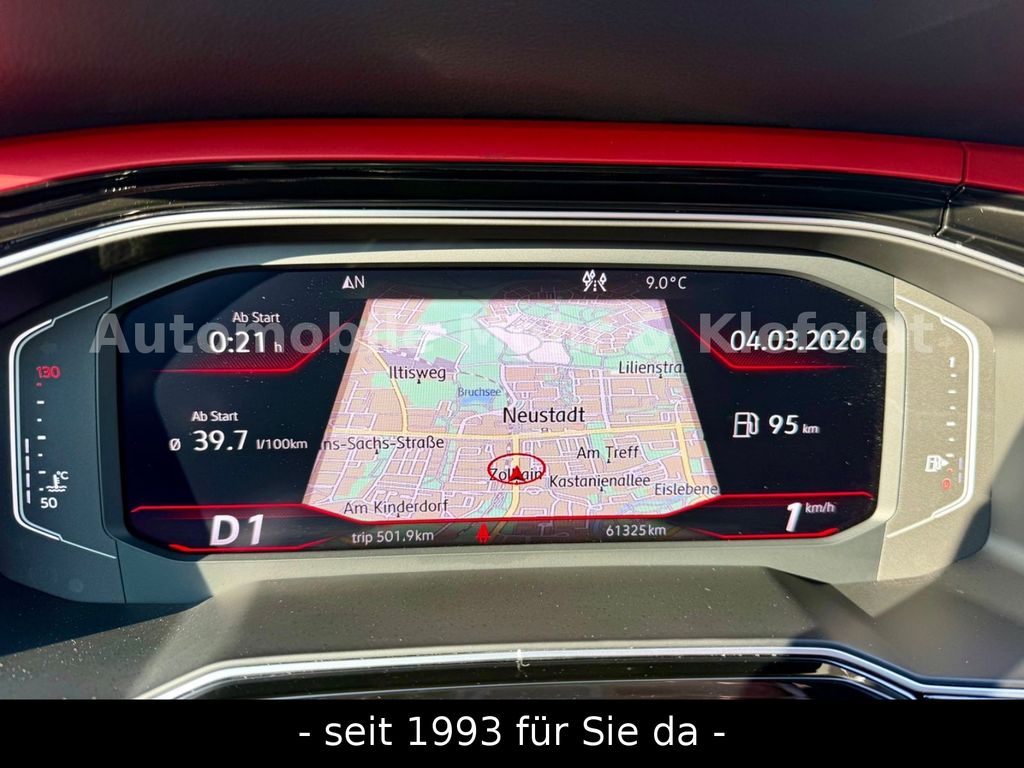 N
9.0°C
Ab Start
0:21 h
04.03.2026
Iltisweg
Lilienstra
130
Bruchsee
Neustadt
Ab Start
Ø 39.7 l/100km
95 km
ns-Sachs-Straße
Am Treff
Zollrain
Kastanienallee
°C
50
Eislebene
Am Kinderdorf
D1
trip 501.9km
61325km
1 km/h
- seit 1993 für Sie da -